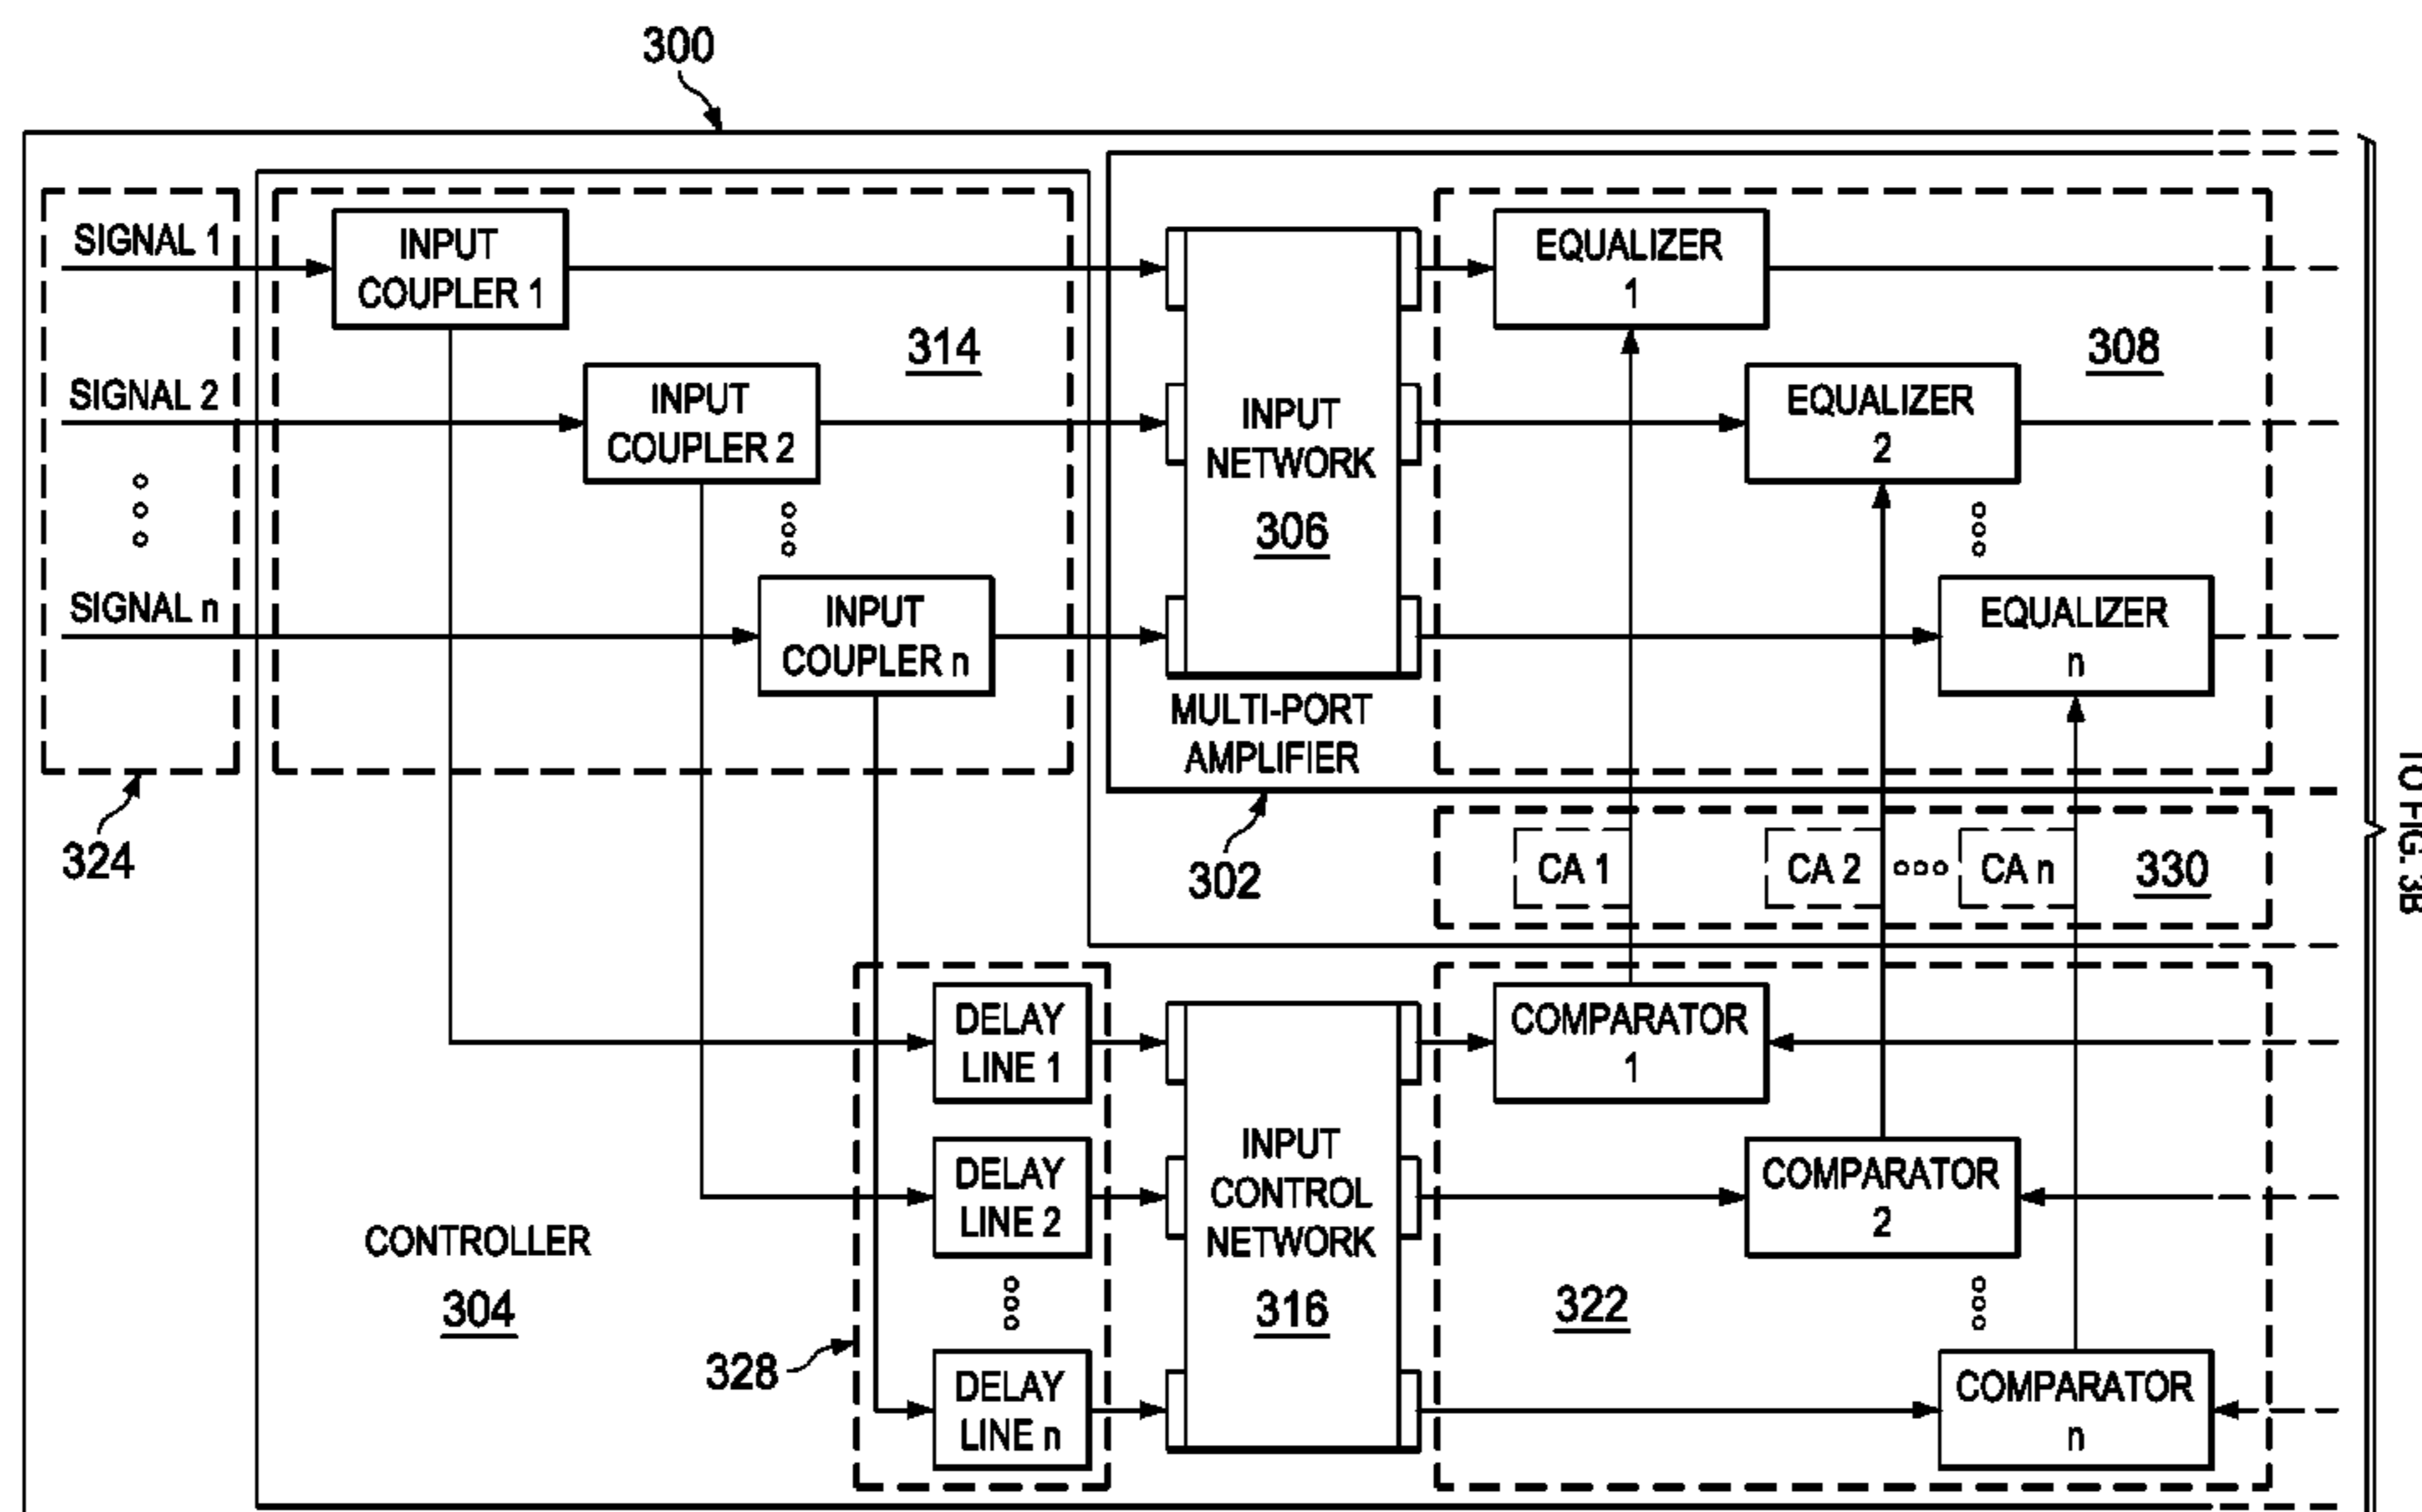 300
SIGNAL 1
INPUT
COUPLER 1
EQUALIZER
1
314
308
SIGNAL 2
INPUT
COUPLER 2
INPUT
NETWORK
306
EQUALIZER
2
SIGNAL n
INPUT
COUPLER n
EQUALIZER
n
MULTI-PORT
AMPLIFIER
324
302
CA 1
CA 2
CA n
330
TO FIG. 3B
DELAY
LINE 1
COMPARATOR
1
DELAY
LINE 2
INPUT
CONTROL
NETWORK
316
COMPARATOR
2
CONTROLLER
304
322
328
DELAY
LINE n
COMPARATOR
n